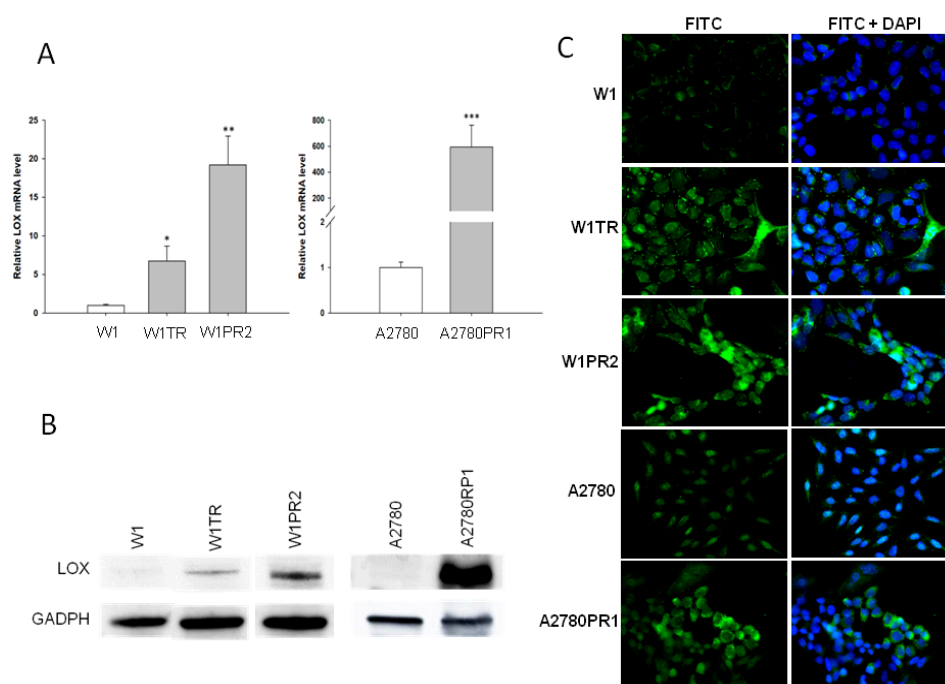 A
Relative LOX mRNA level
25
20
15
10
5
0
*
**
W1
W1TR
W1PR2
Relative LOX mRNA level
800
600
400
200
2
1
0
***
A2780
A2780PR1
B
W1
W1TR
W1PR2
A2780
A2780RP1
LOX
GADPH
C
FITC
FITC + DAPI
W1
W1TR
W1PR2
A2780
A2780PR1